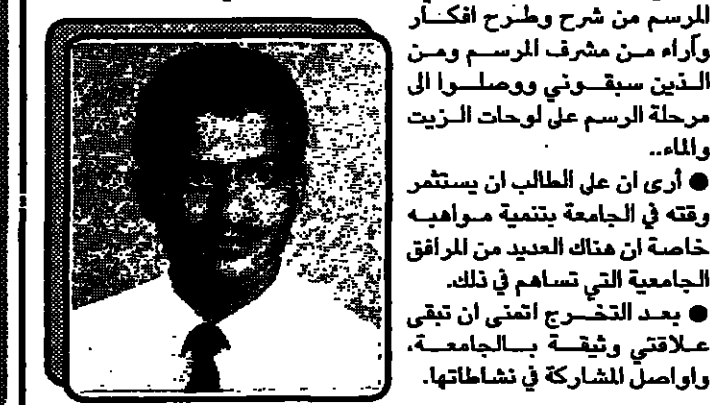 المرسم من شرح وطرح افكار
وآراء من مشرف المرسم ومن
الذين سبقوني ووصلوا الى
مرحلة الرسم على لوحات الزيت
والماء..
● أرى ان على الطالب ان يستثمر
وقته في الجامعة بتنمية مواهبه
خاصة ان هناك العديد من المرافق
الجامعية التي تساهم في ذلك.
● بعد التخرج اتمنى ان تبقى
علاقتي وثيقة بالجامعة،
واواصل المشاركة في نشاطاتها.